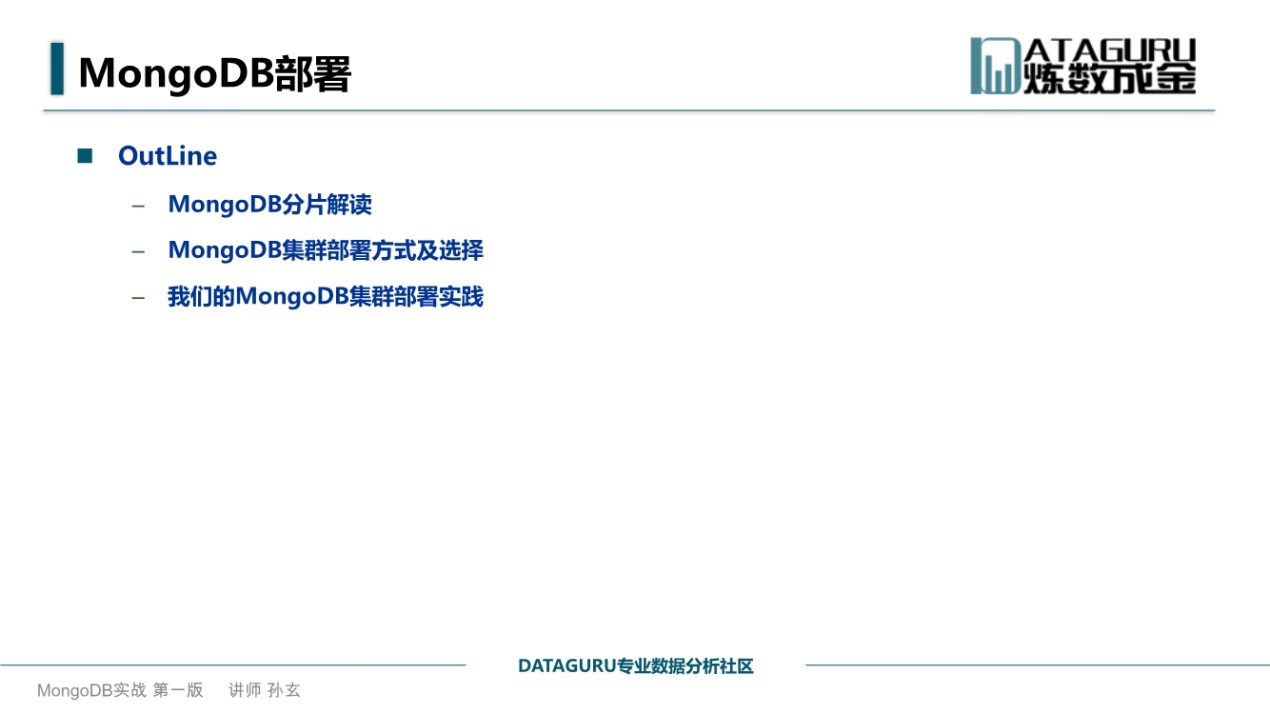 MongoDB部署
DATAGURU
炼数成金
■ OutLine
– MongoDB分片解读
– MongoDB集群部署方式及选择
– 我们的MongoDB集群部署实践
DATAGURU专业数据分析社区
MongoDB实战 第一版 讲师 孙玄